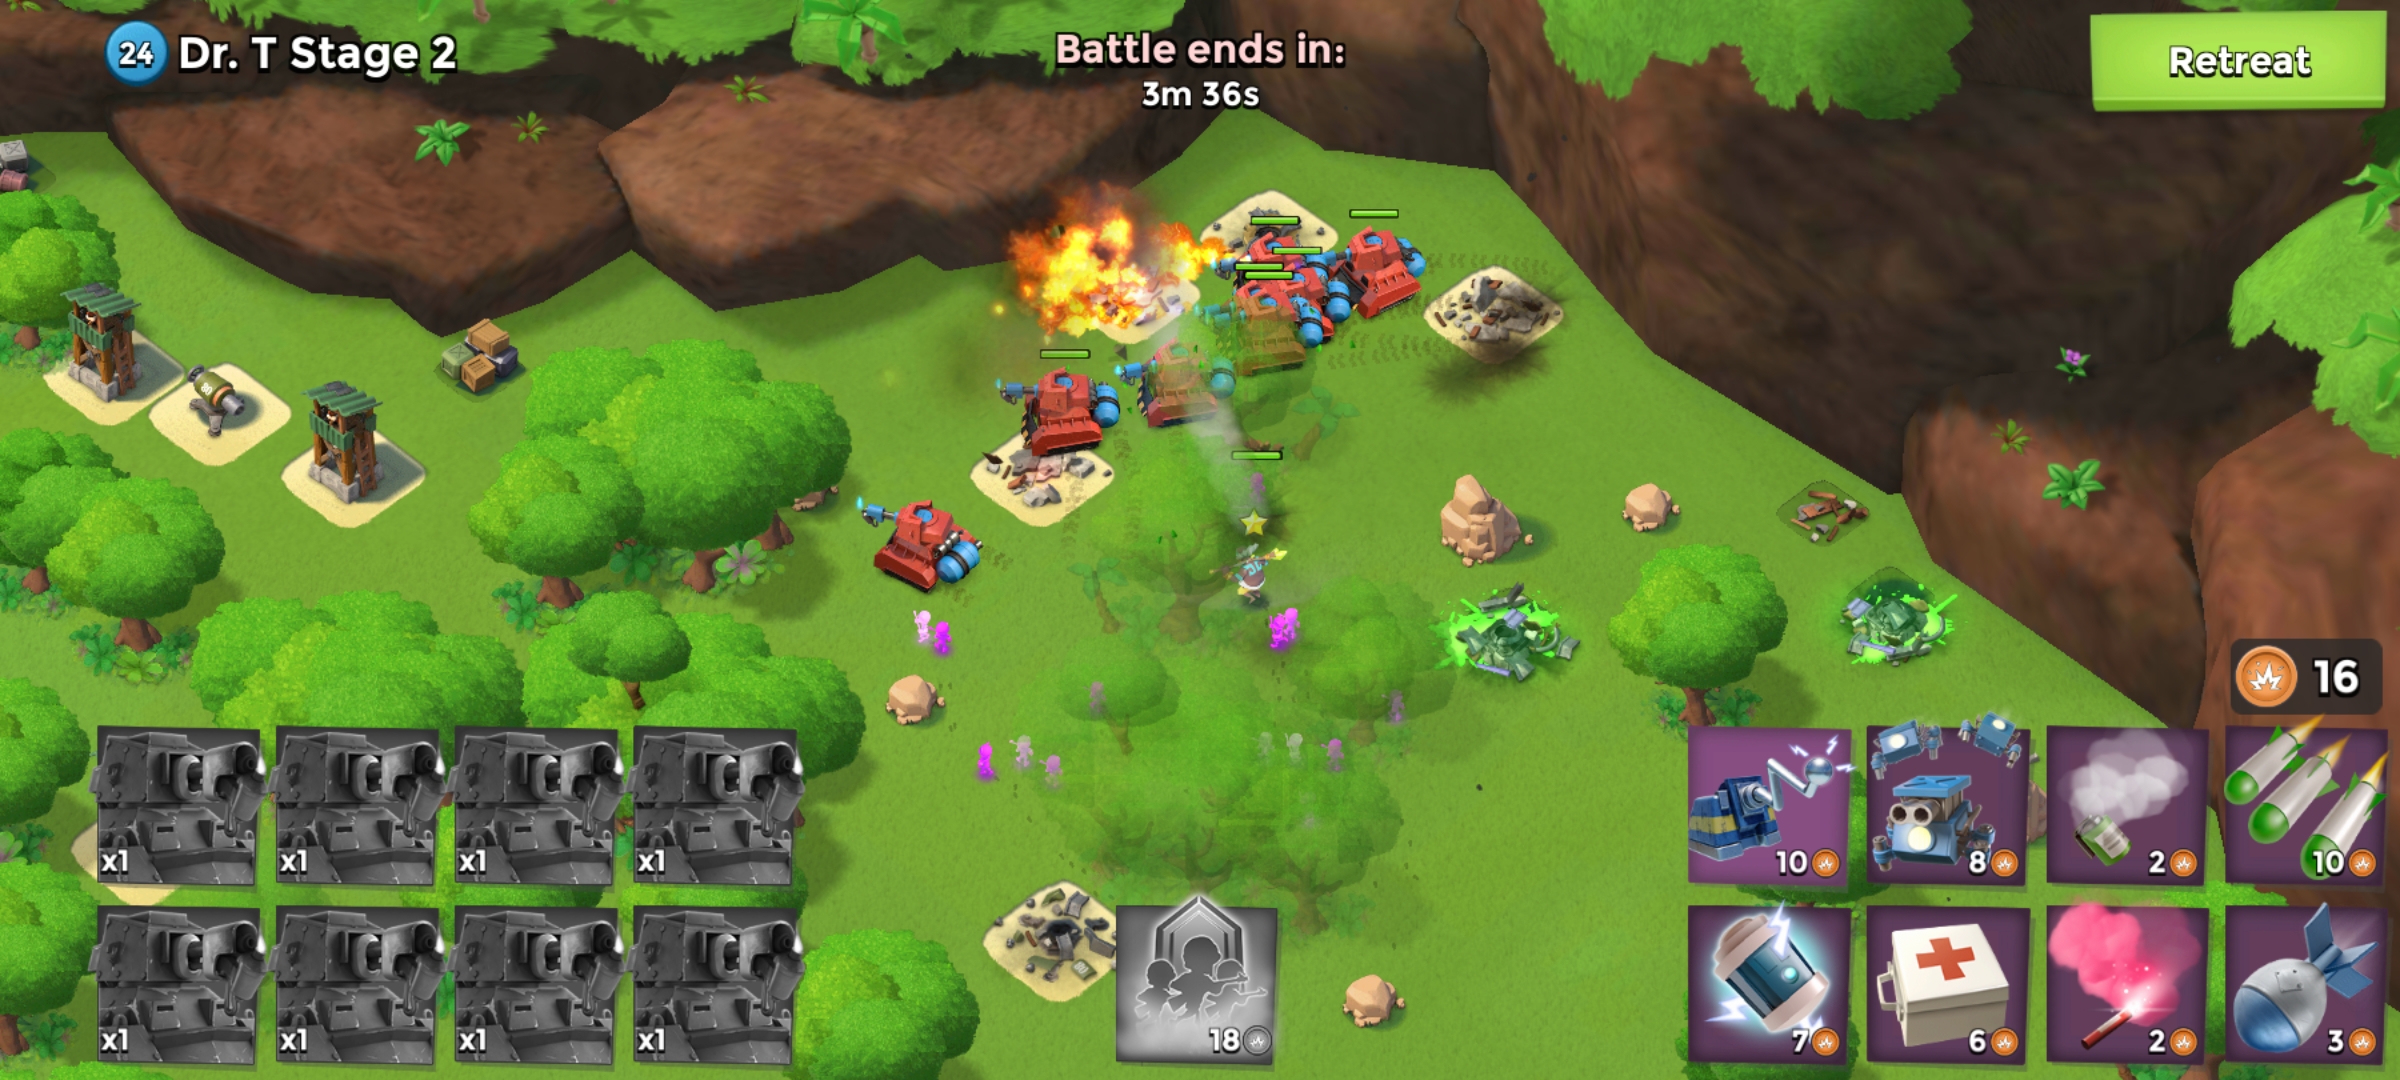 24 Dr. T Stage 2
Battle ends in:
3m 36s
Retreat
16
x1 x1 x1 x1
10 8 2 10
x1 x1 x1 x1
18
7 6 2 3